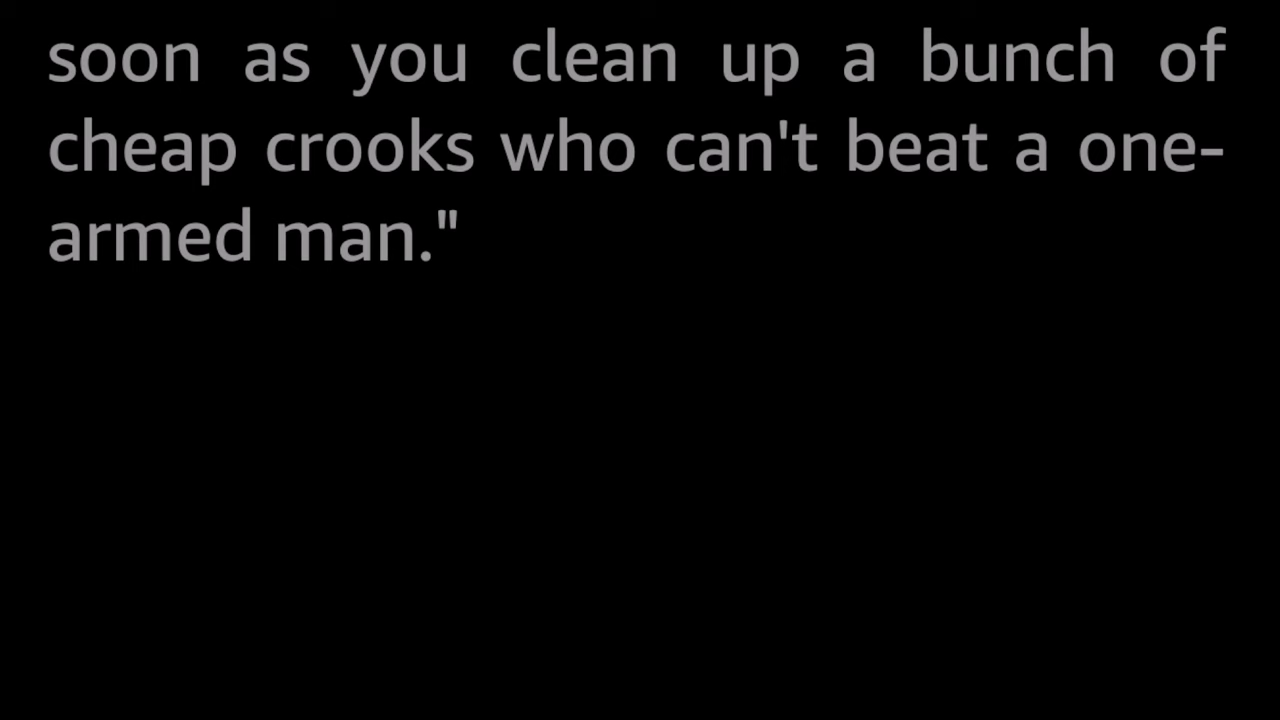 soon as you clean up a bunch of
cheap crooks who can't beat a one-
armed man."